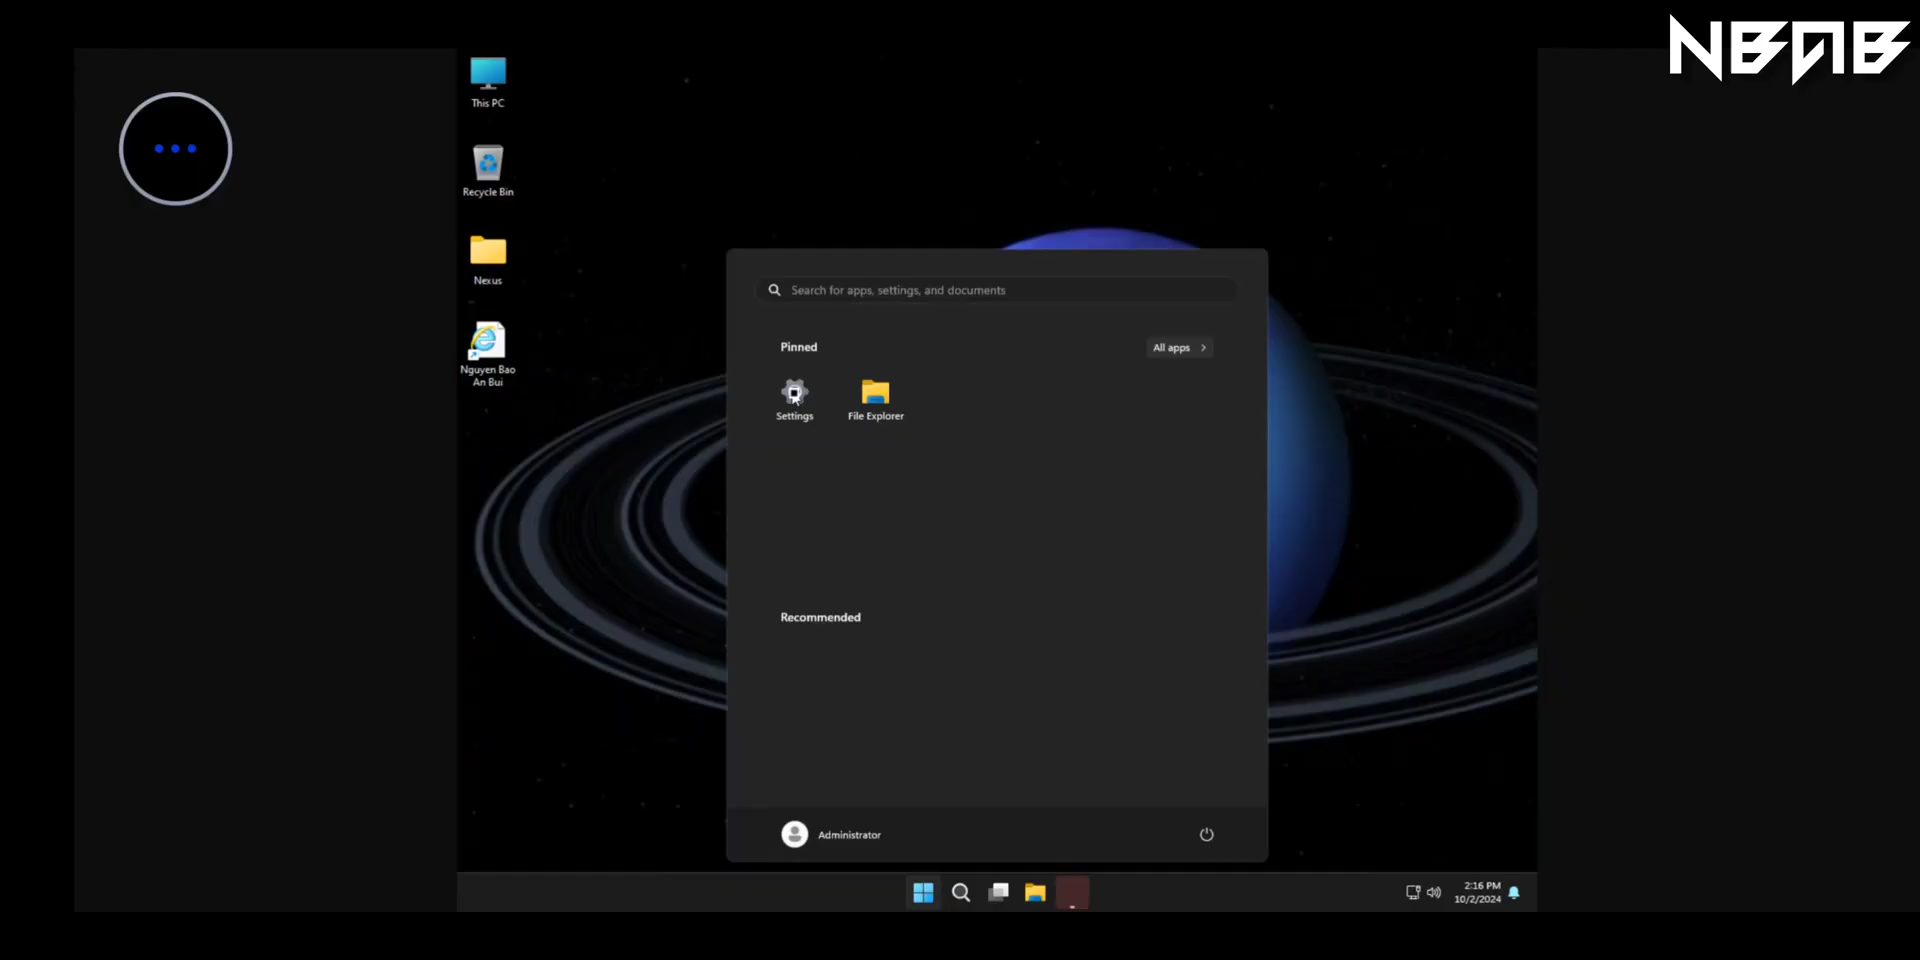 NBAB
This PC
Recycle Bin
Nexus
Nguyen Bao
An Bui
Search for apps, settings, and documents
Pinned
All apps
Settings
File Explorer
Recommended
Administrator
2:16 PM
10/2/2024